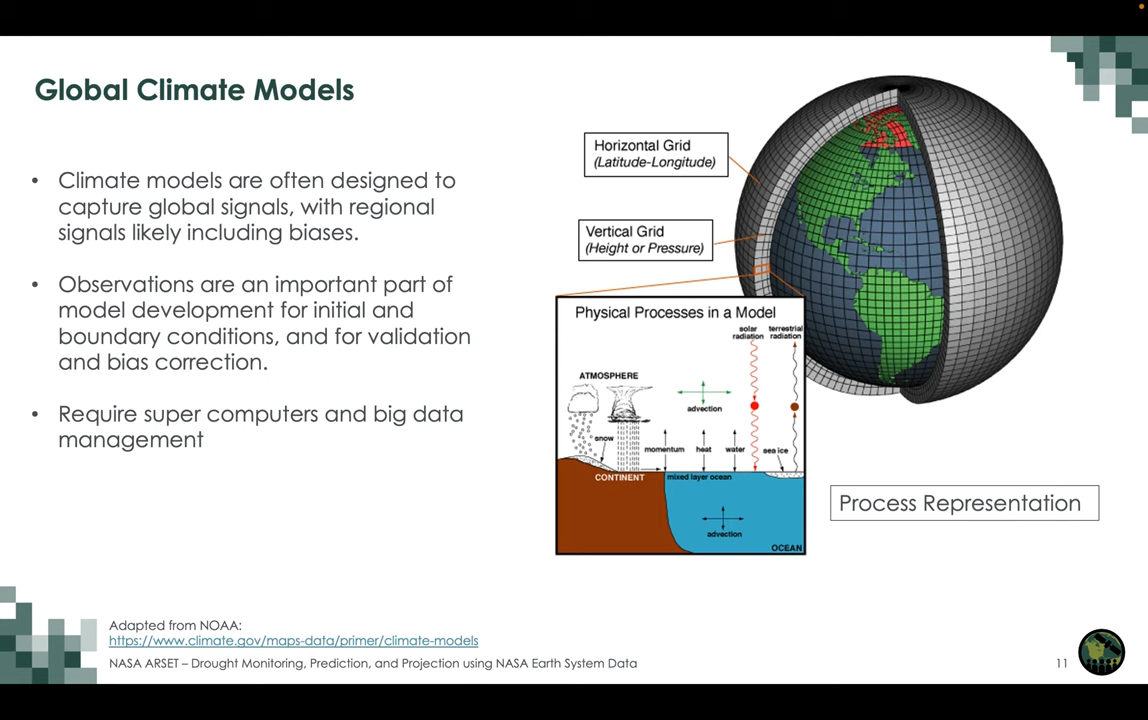 Global Climate Models
• Climate models are often designed to
capture global signals, with regional
signals likely including biases.
• Observations are an important part of
model development for initial and
boundary conditions, and for validation
and bias correction.
• Require super computers and big data
management
Horizontal Grid
(Latitude-Longitude)
Vertical Grid
(Height or Pressure)
Physical Processes in a Model
solar
radiation
terrestrial
radiation
ATMOSPHERE
advection
snow
momentum
heat
water
sea ice
CONTINENT
mixed layer ocean
advection
OCEAN
Process Representation
Adapted from NOAA:
https://www.climate.gov/maps-data/primer/climate-models
NASA ARSET – Drought Monitoring, Prediction, and Projection using NASA Earth System Data
11